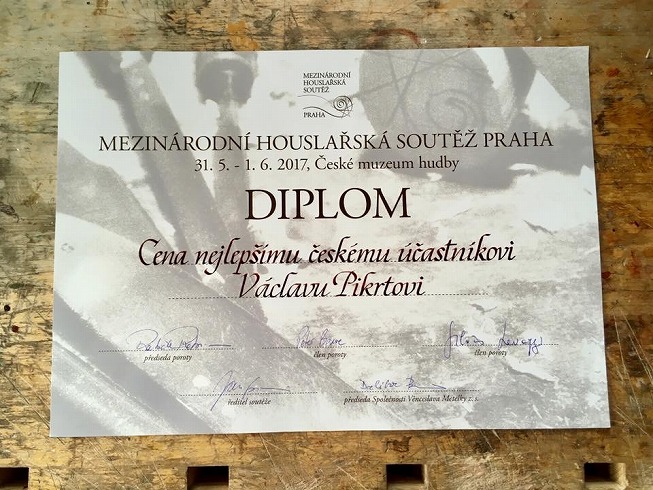 MEZINÁRODNÍ
HOUSLAŘSKÁ
SOUTĚŽ
PRAHA
MEZINÁRODNÍ HOUSLAŘSKÁ SOUTĚŽ PRAHA
31. 5. - 1. 6. 2017, České muzeum hudby
DIPLOM
Cena nejlepšímu českému účastníkovi
Václavu Pikrtovi
předseda poroty
člen poroty
člen poroty
ředitel soutěže
předseda Společnosti Věnceslava Metelky z. s.